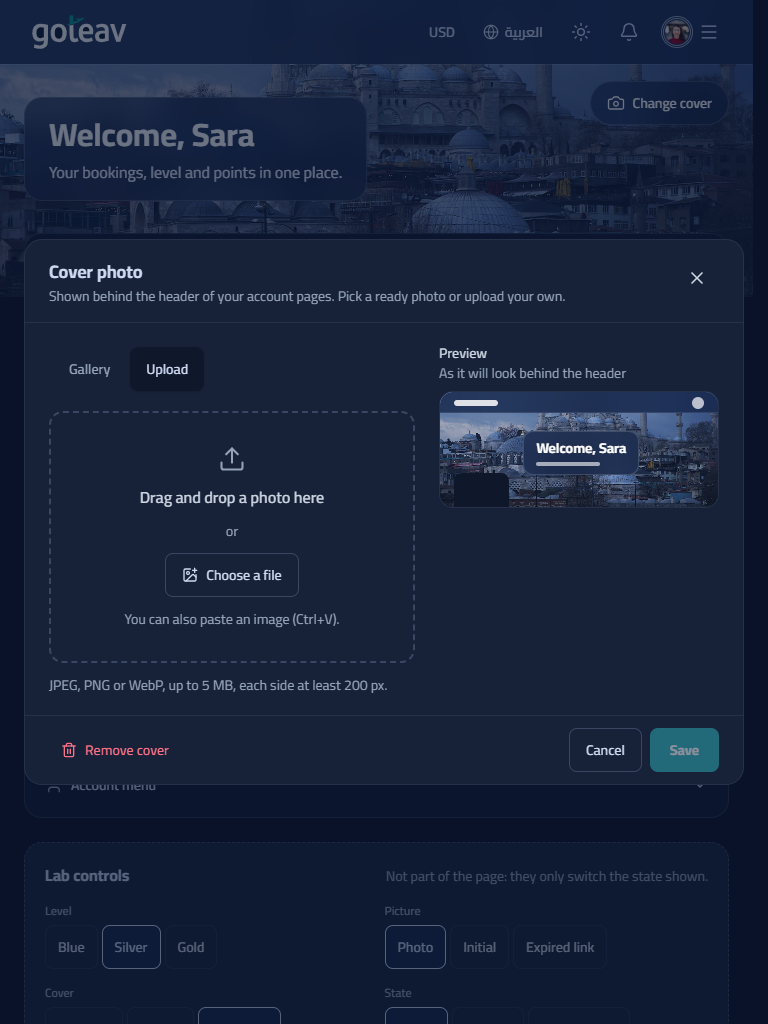 goleav
USD
العربية
Change cover
Welcome, Sara
Your bookings, level and points in one place.
Cover photo
Shown behind the header of your account pages. Pick a ready photo or upload your own.
Gallery
Upload
Drag and drop a photo here
or
Choose a file
You can also paste an image (Ctrl+V).
JPEG, PNG or WebP, up to 5 MB, each side at least 200 px.
Preview
As it will look behind the header
Welcome, Sara
Remove cover
Cancel
Save
Account menu
Lab controls
Not part of the page: they only switch the state shown.
Level
Blue
Silver
Gold
Picture
Photo
Initial
Expired link
Cover
State